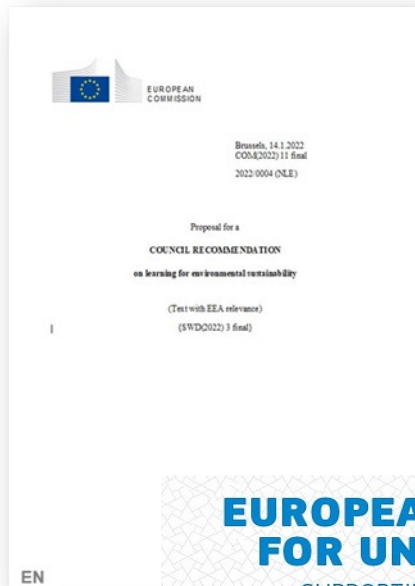 EUROPEAN
COMMISSION
Brussels, 14.1.2022
COM(2022) 11 final
2022/0004 (NLE)
Proposal for a
COUNCIL RECOMMENDATION
on learning for environmental sustainability
(Text with EEA relevance)
{SWD(2022) 3 final}
EN
EUROPEA
FOR UN